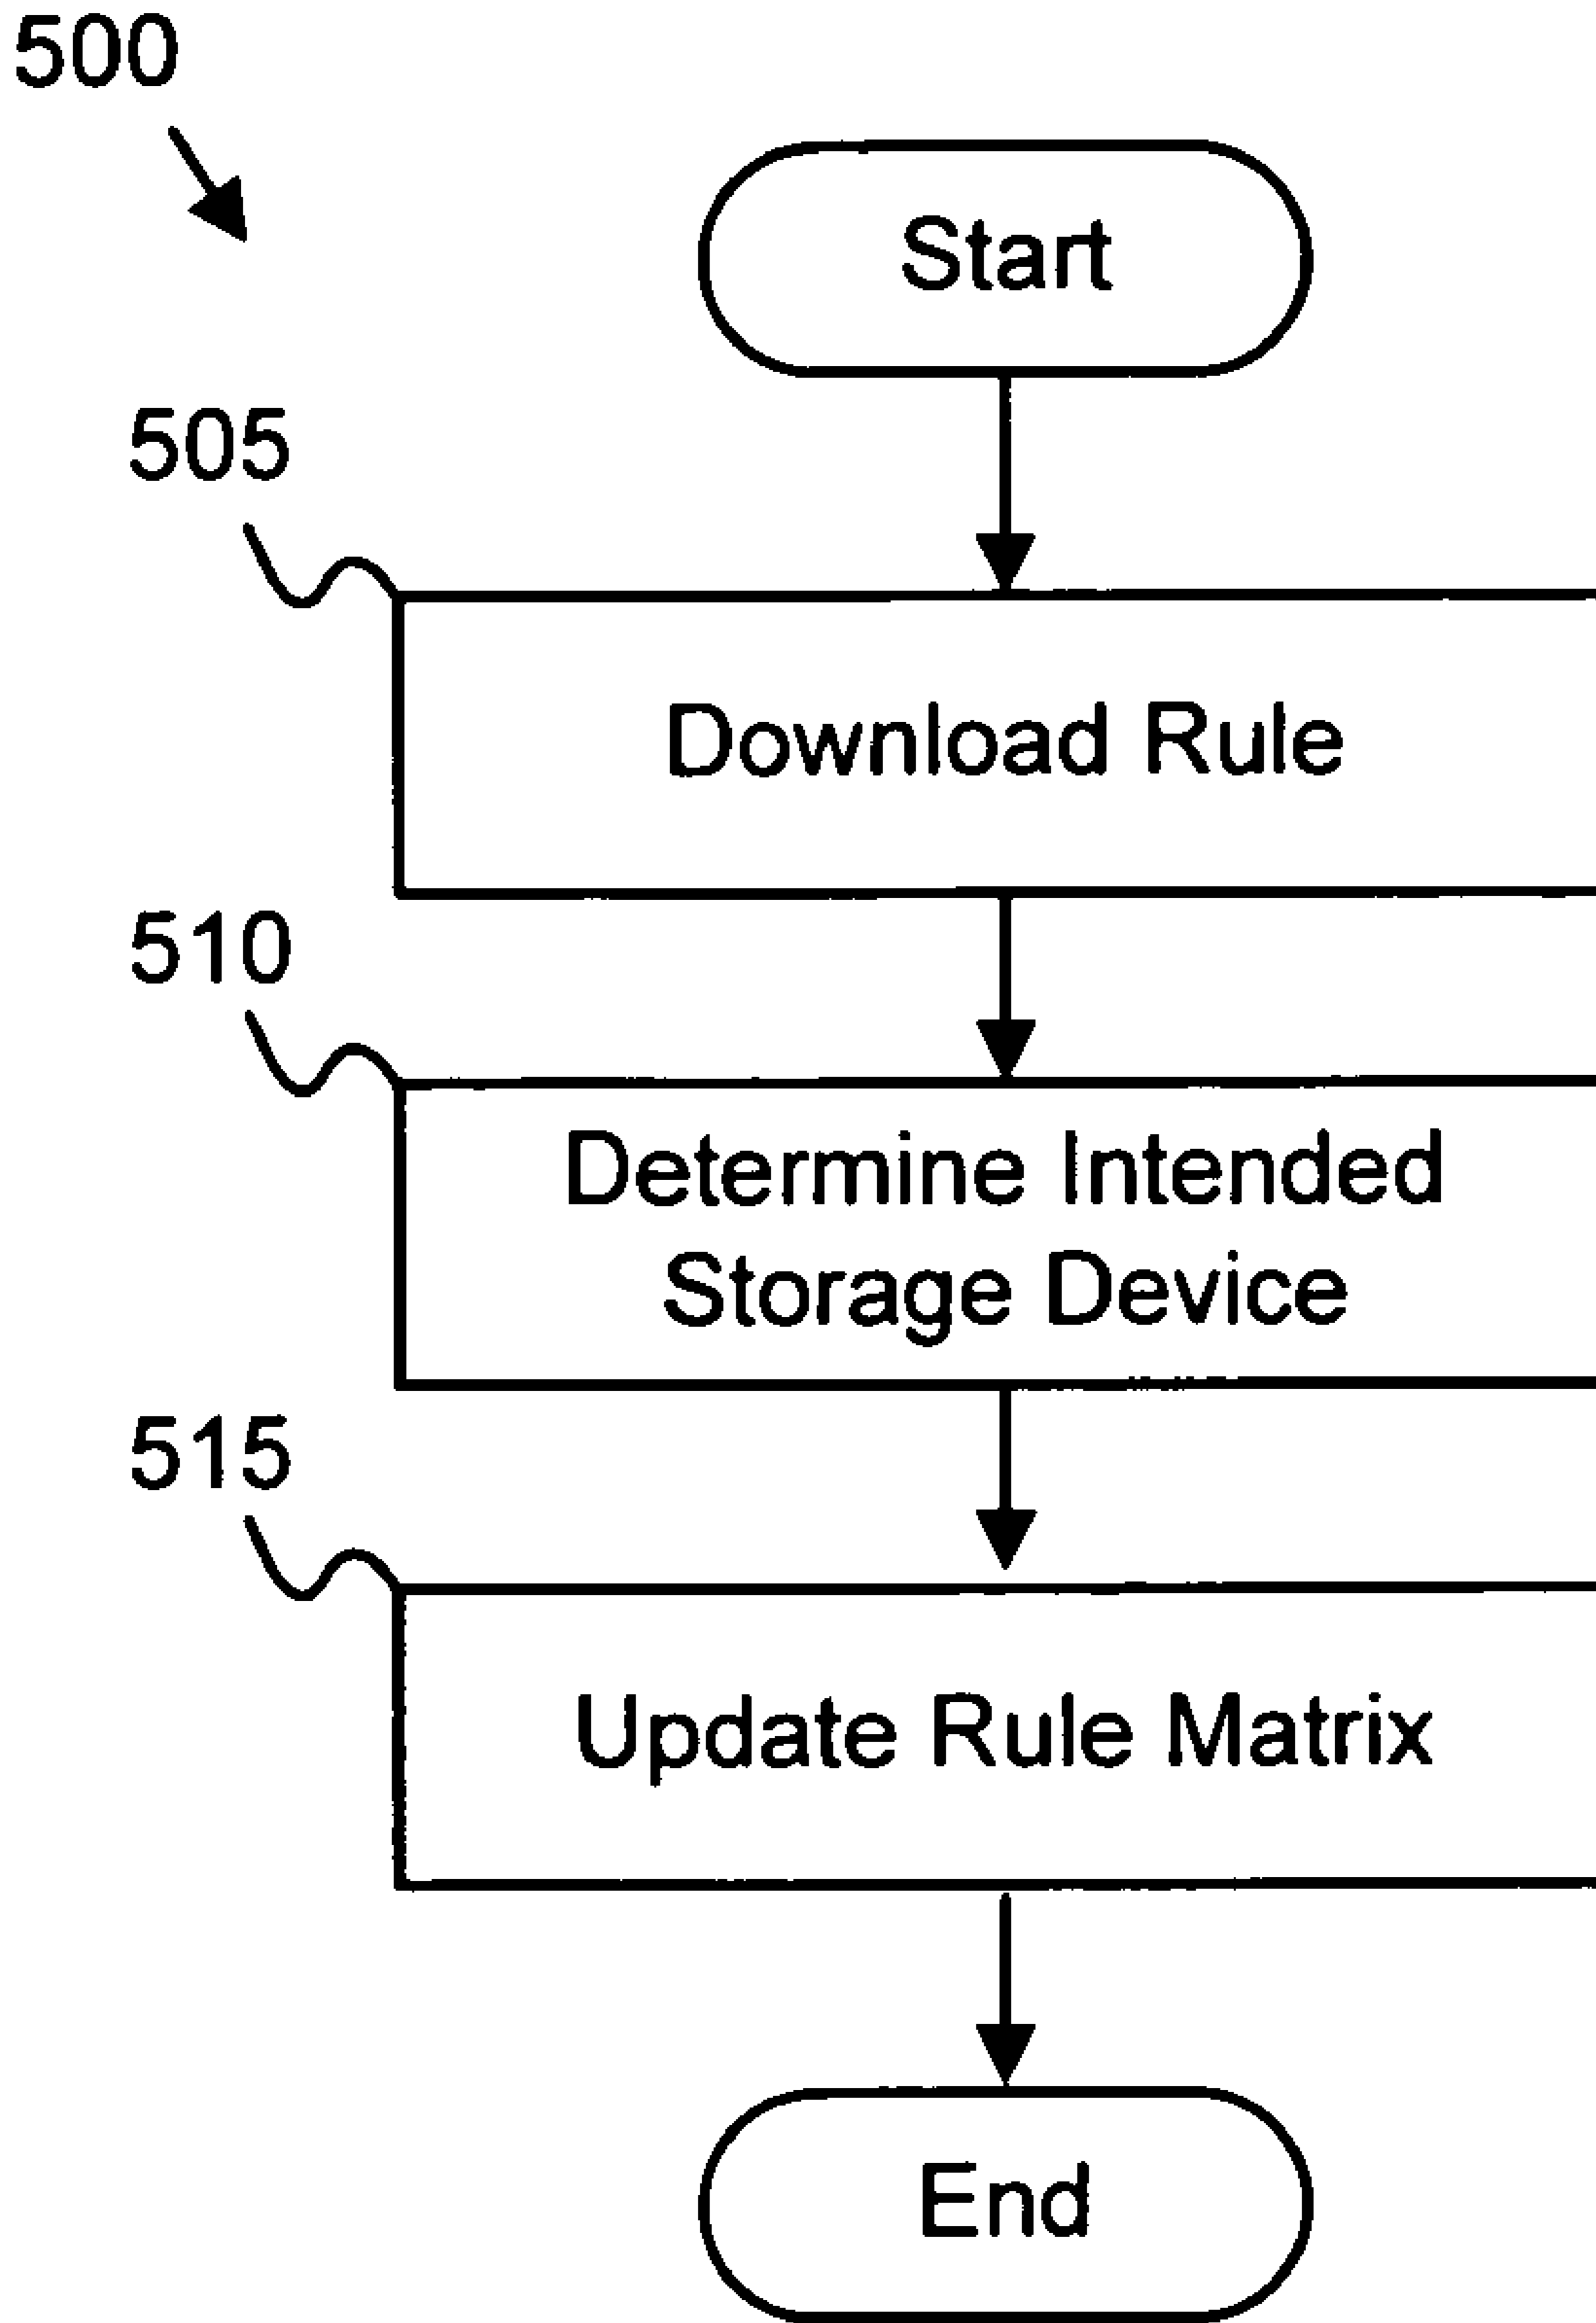 500
Start
505
Download Rule
510
Determine Intended
Storage Device
515
Update Rule Matrix
End